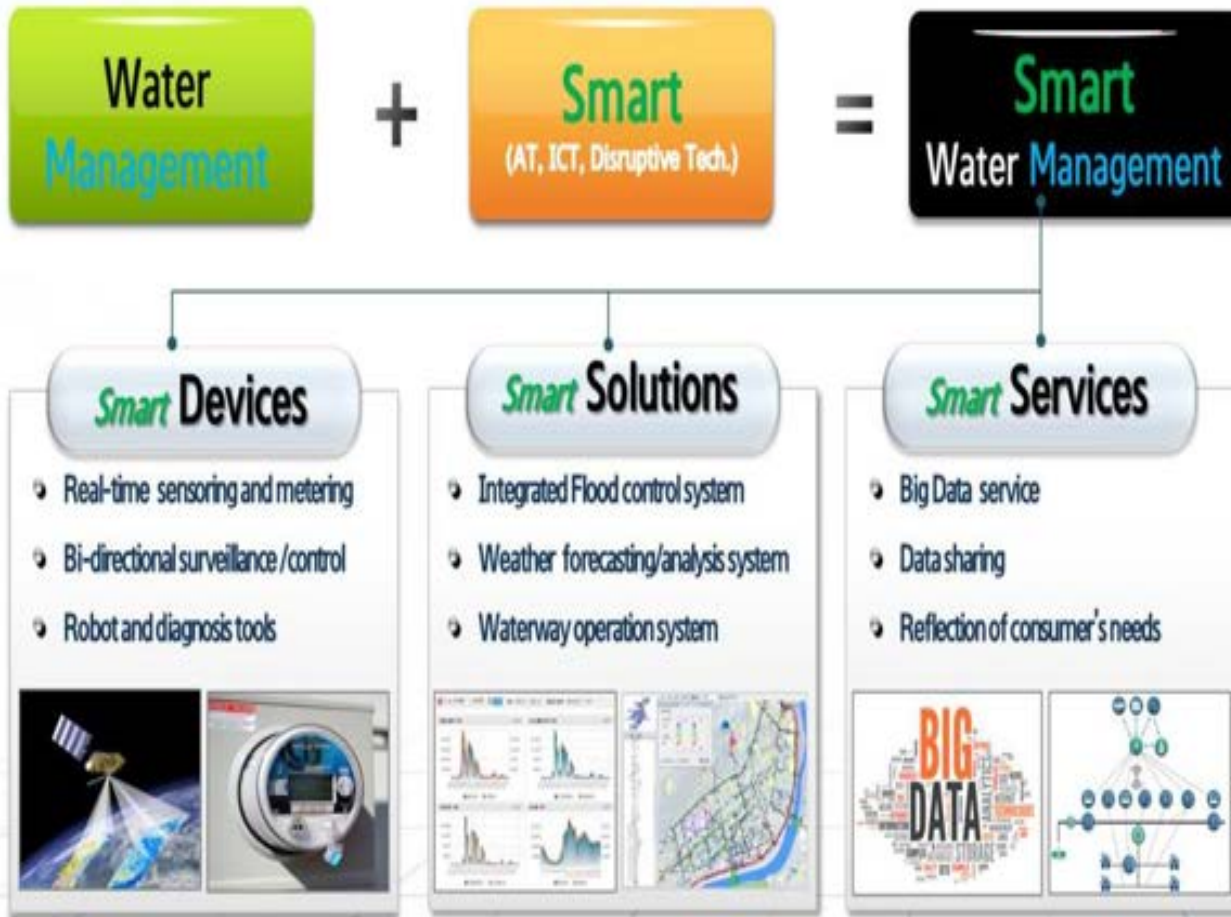 Water
Management
+
Smart
(AT, ICT, Disruptive Tech.)
=
Smart
Water Management
Smart Devices
Real-time sensoring and metering
Bi-directional surveillance /control
Robot and diagnosis tools
Smart Solutions
Integrated Flood control system
Weather forecasting/analysis system
Waterway operation system
Smart Services
Big Data service
Data sharing
Reflection of consumer's needs
BIG
DATA
ANALYTICS
STORAGE